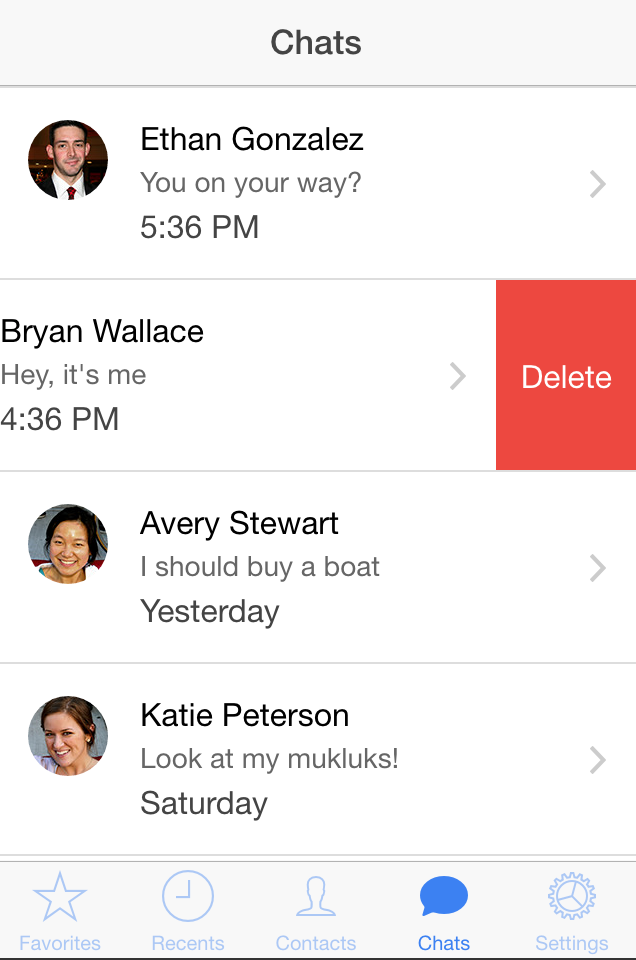 Chats
Ethan Gonzalez
You on your way?
5:36 PM
Bryan Wallace
Hey, it's me
4:36 PM
Delete
Avery Stewart
I should buy a boat
Yesterday
Katie Peterson
Look at my mukluks!
Saturday
Favorites Recents Contacts Chats Settings